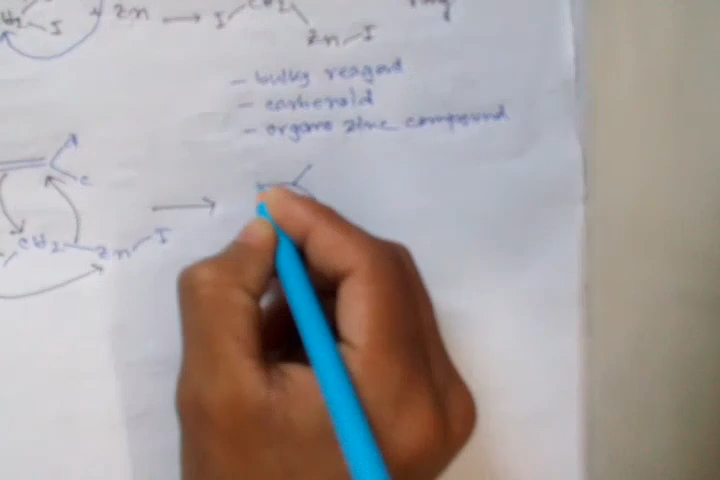 I + Zn → I CH2
Zn—I
- bulky reagent
- carbenoid
- organo zinc compound
c
CH2 — Zn — I